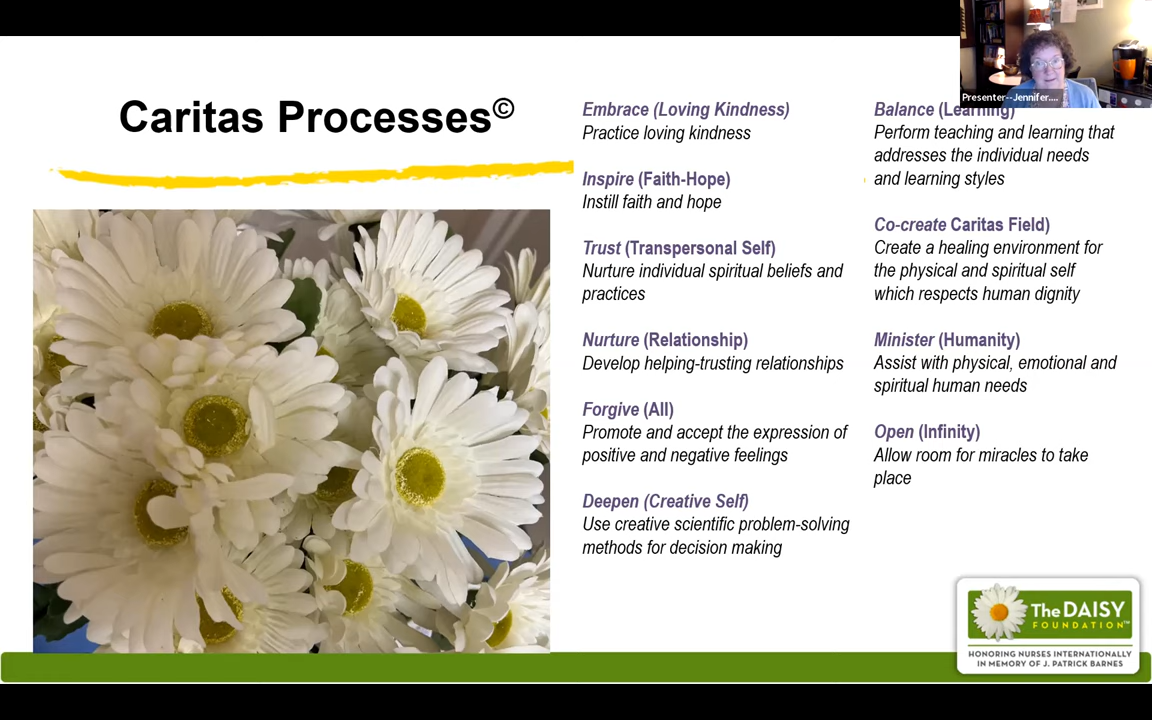 Caritas Processes©
Embrace (Loving Kindness)
Practice loving kindness
Inspire (Faith-Hope)
Instill faith and hope
Trust (Transpersonal Self)
Nurture individual spiritual beliefs and
practices
Nurture (Relationship)
Develop helping-trusting relationships
Forgive (All)
Promote and accept the expression of
positive and negative feelings
Deepen (Creative Self)
Use creative scientific problem-solving
methods for decision making
Presenter--Jennifer....
Balance (Learning)
Perform teaching and learning that
addresses the individual needs
and learning styles
Co-create Caritas Field)
Create a healing environment for
the physical and spiritual self
which respects human dignity
Minister (Humanity)
Assist with physical, emotional and
spiritual human needs
Open (Infinity)
Allow room for miracles to take
place
The DAISY
FOUNDATION™
HONORING NURSES INTERNATIONALLY
IN MEMORY OF J. PATRICK BARNES